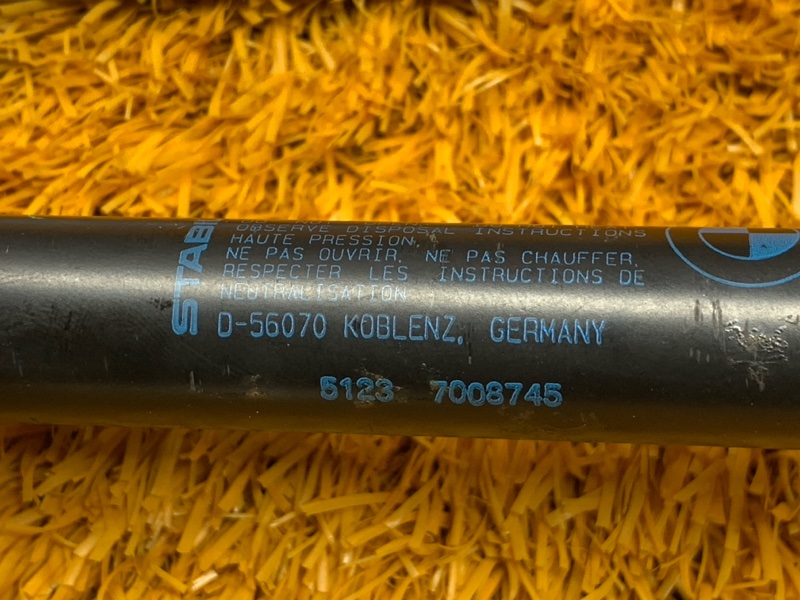 STAB
OBSERVE DISPOSAL INSTRUCTIONS
HAUTE PRESSION,
NE PAS OUVRIR, NE PAS CHAUFFER,
RESPECTER LES INSTRUCTIONS DE
NEUTRALISATION
D-56070 KOBLENZ, GERMANY
5123 7008745